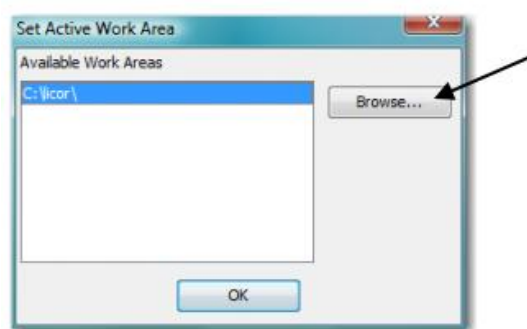 Set Active Work Area
Available Work Areas
C:\licor\
Browse...
OK